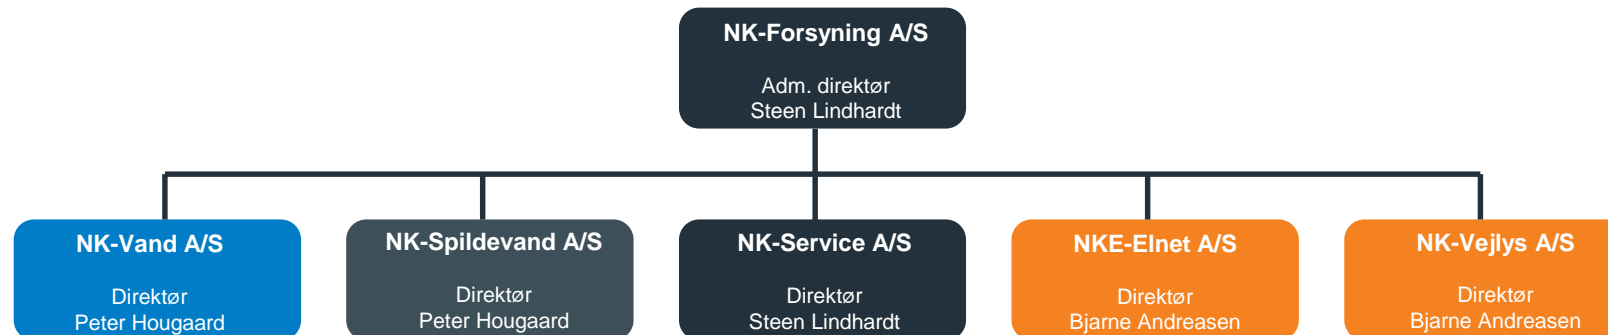 NK-Forsyning A/S
Adm. direktør
Steen Lindhardt
NK-Vand A/S
Direktør
Peter Hougaard
NK-Spildevand A/S
Direktør
Peter Hougaard
NK-Service A/S
Direktør
Steen Lindhardt
NKE-Elnet A/S
Direktør
Bjarne Andreasen
NK-Vejlys A/S
Direktør
Bjarne Andreasen